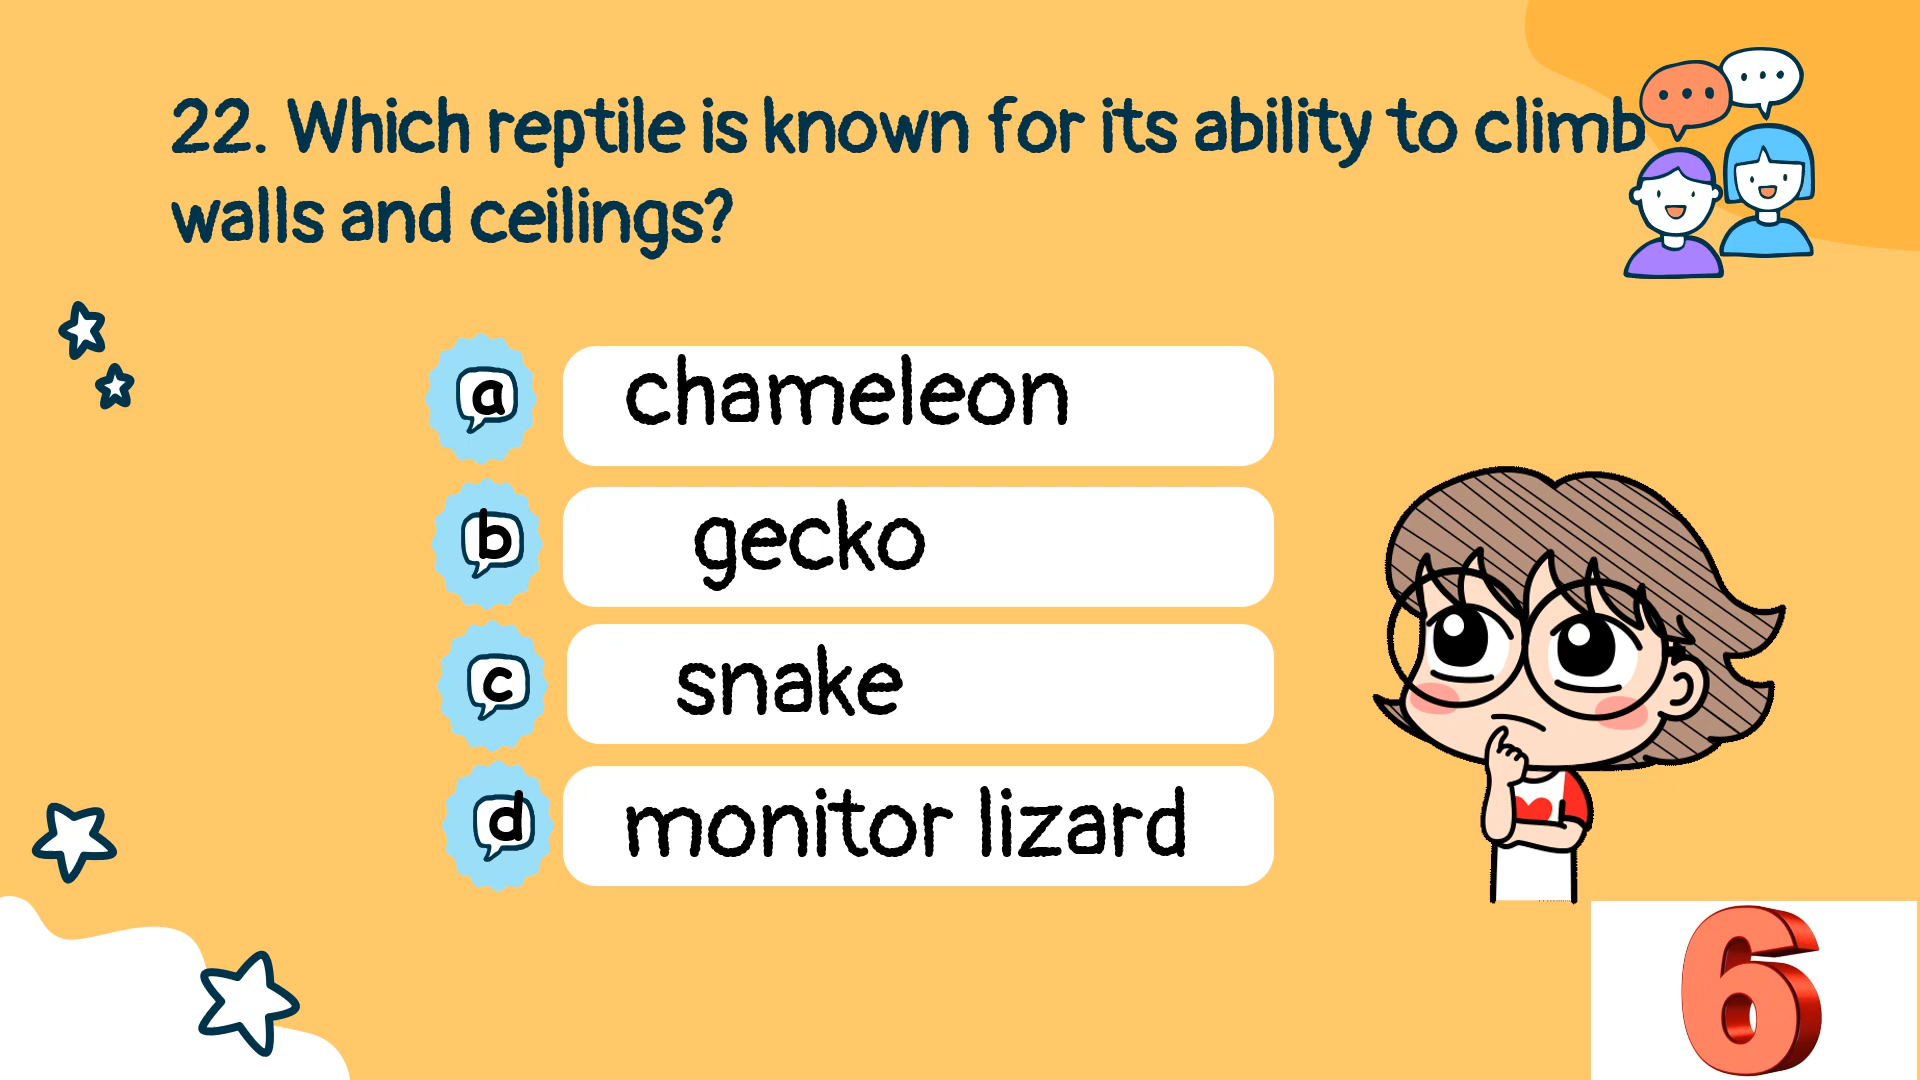 22. Which reptile is known for its ability to climb
walls and ceilings?
a chameleon
b gecko
c snake
d monitor lizard
6